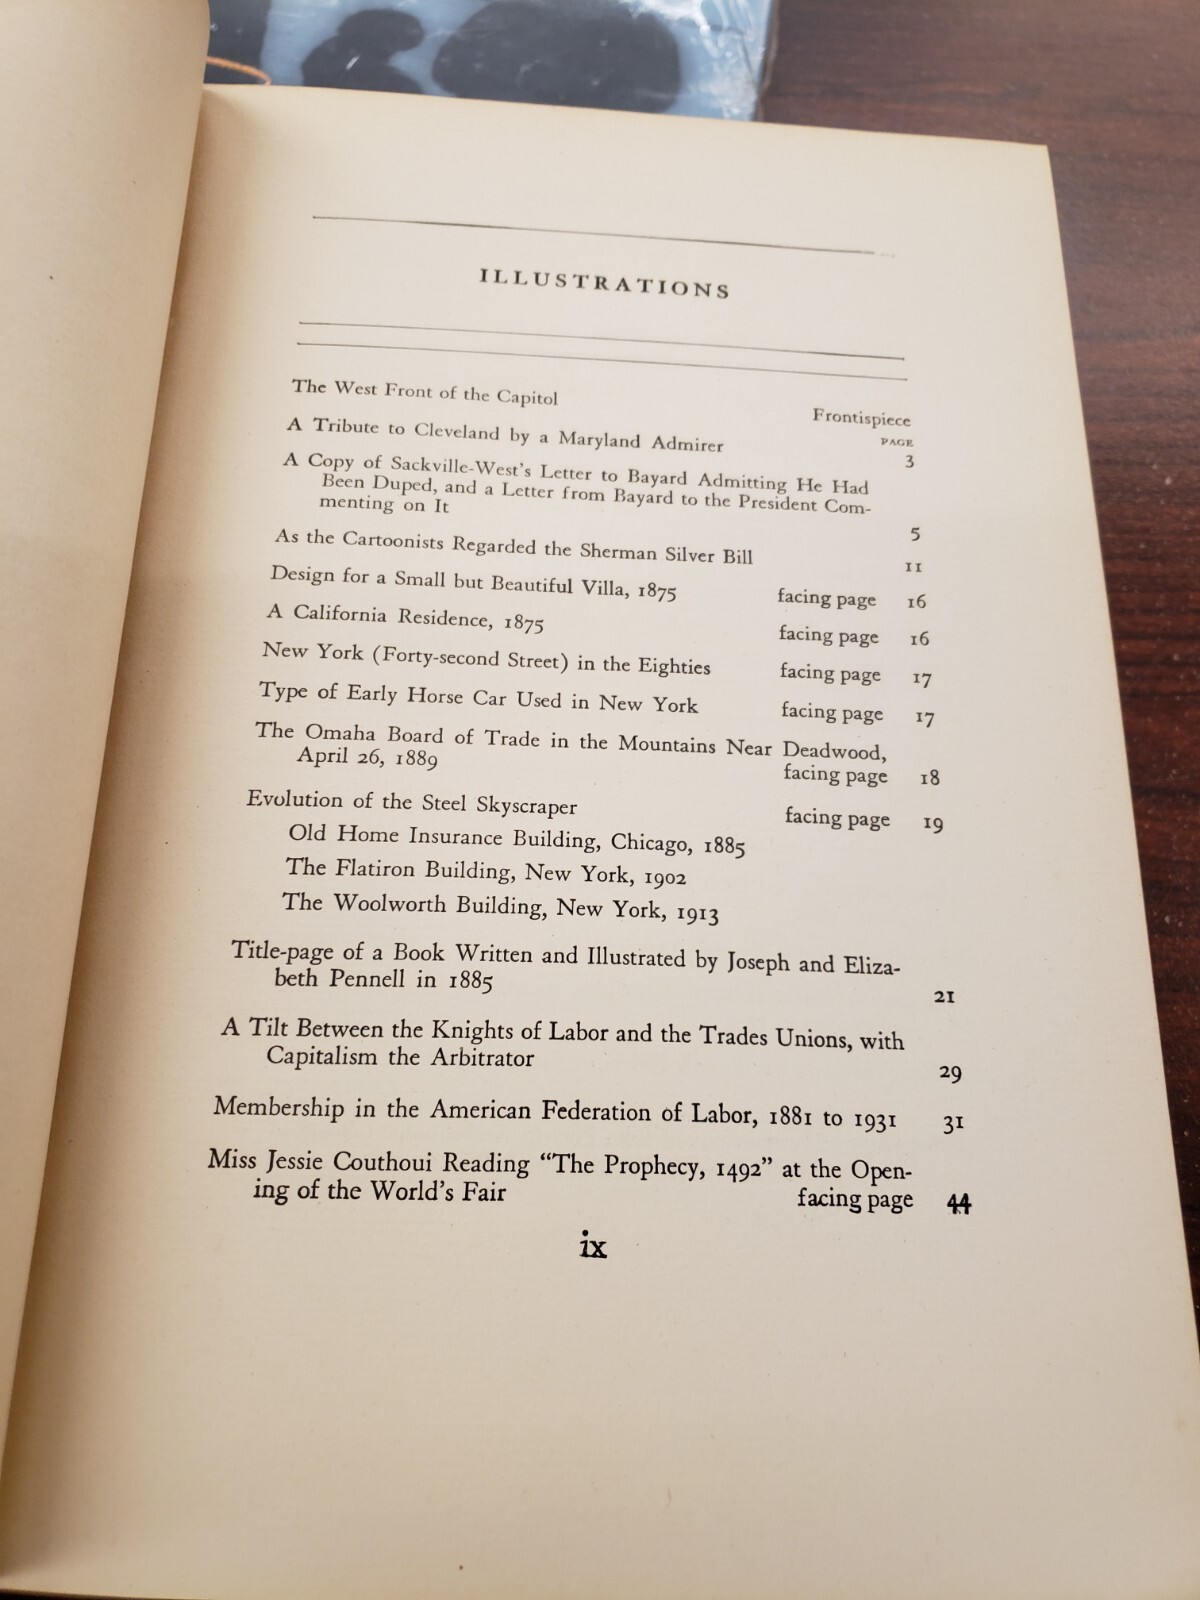 ILLUSTRATIONS
The West Front of the Capitol Frontispiece
PAGE
A Tribute to Cleveland by a Maryland Admirer 3
A Copy of Sackville-West's Letter to Bayard Admitting He Had
Been Duped, and a Letter from Bayard to the President Com-
menting on It 5
As the Cartoonists Regarded the Sherman Silver Bill 11
Design for a Small but Beautiful Villa, 1875 facing page 16
A California Residence, 1875 facing page 16
New York (Forty-second Street) in the Eighties facing page 17
Type of Early Horse Car Used in New York facing page 17
The Omaha Board of Trade in the Mountains Near Deadwood,
April 26, 1889 facing page 18
Evolution of the Steel Skyscraper facing page 19
Old Home Insurance Building, Chicago, 1885
The Flatiron Building, New York, 1902
The Woolworth Building, New York, 1913
Title-page of a Book Written and Illustrated by Joseph and Eliza-
beth Pennell in 1885 21
A Tilt Between the Knights of Labor and the Trades Unions, with
Capitalism the Arbitrator 29
Membership in the American Federation of Labor, 1881 to 1931 31
Miss Jessie Couthoui Reading "The Prophecy, 1492" at the Open-
ing of the World's Fair facing page 44
ix